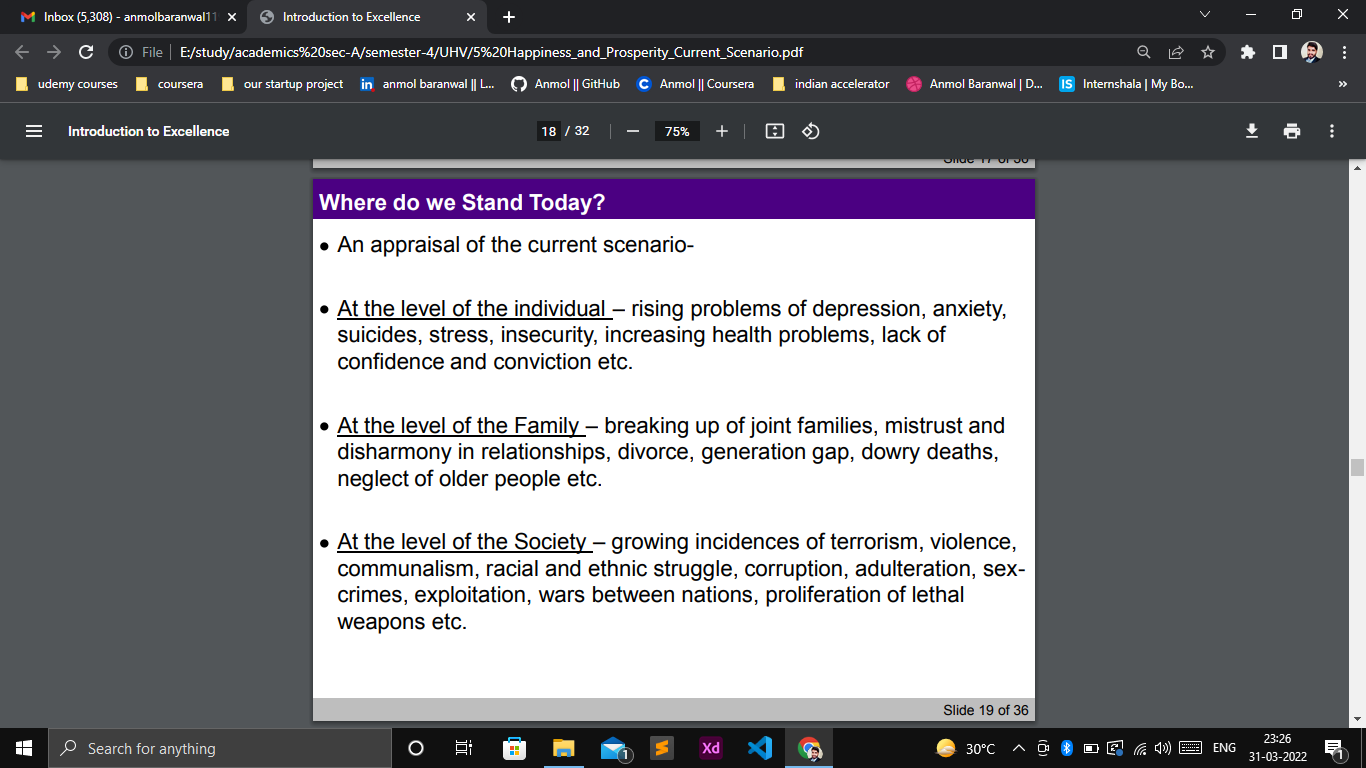 Inbox (5,308) - anmolbaranwal11
Introduction to Excellence
File
E:/study/academics%20sec-A/semester-4/UHV/5%20Happiness_and_Prosperity_Current_Scenario.pdf
udemy courses
coursera
our startup project
in
anmol baranwal || L...
Anmol || GitHub
C
Anmol || Coursera
indian accelerator
Anmol Baranwal | D...
IS
Internshala | My Bo...
»
Introduction to Excellence
18 / 32
75%
Slide 17 of 36
Where do we Stand Today?
• An appraisal of the current scenario-
• At the level of the individual – rising problems of depression, anxiety,
suicides, stress, insecurity, increasing health problems, lack of
confidence and conviction etc.
• At the level of the Family – breaking up of joint families, mistrust and
disharmony in relationships, divorce, generation gap, dowry deaths,
neglect of older people etc.
• At the level of the Society – growing incidences of terrorism, violence,
communalism, racial and ethnic struggle, corruption, adulteration, sex-
crimes, exploitation, wars between nations, proliferation of lethal
weapons etc.
Slide 19 of 36
Search for anything
1
Xd
30°C
ENG
23:26
31-03-2022
1